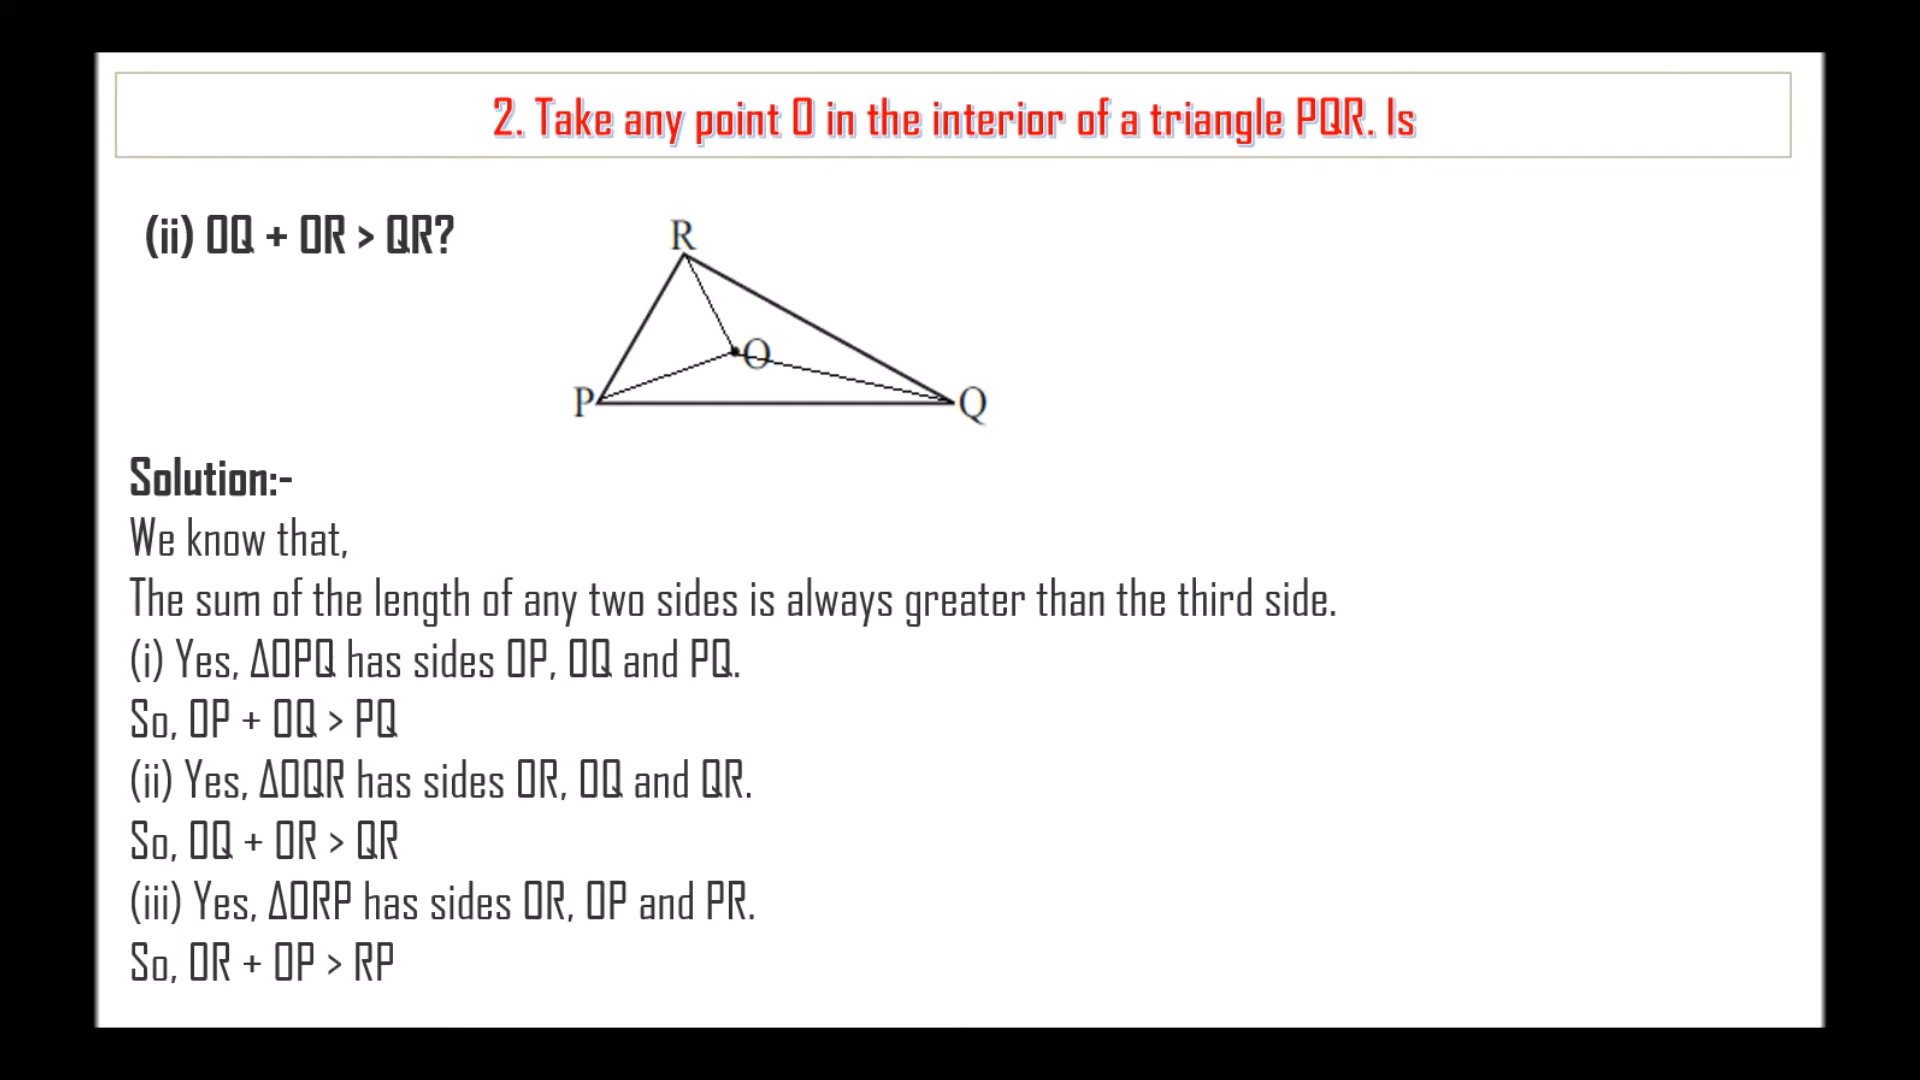 2. Take any point O in the interior of a triangle PQR. Is
(ii) OQ + OR > QR?
R
O
P
Q
Solution:-
We know that,
The sum of the length of any two sides is always greater than the third side.
(i) Yes, ΔOPQ has sides OP, OQ and PQ.
So, OP + OQ > PQ
(ii) Yes, ΔOQR has sides OR, OQ and QR.
So, OQ + OR > QR
(iii) Yes, ΔORP has sides OR, OP and PR.
So, OR + OP > RP